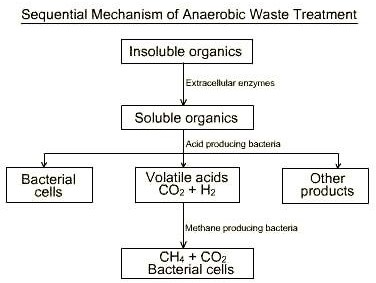 Sequential Mechanism of Anaerobic Waste Treatment
Insoluble organics
Extracellular enzymes
Soluble organics
Acid producing bacteria
Bacterial
cells
Volatile acids
CO₂ + H₂
Other
products
Methane producing bacteria
CH₄ + CO₂
Bacterial cells